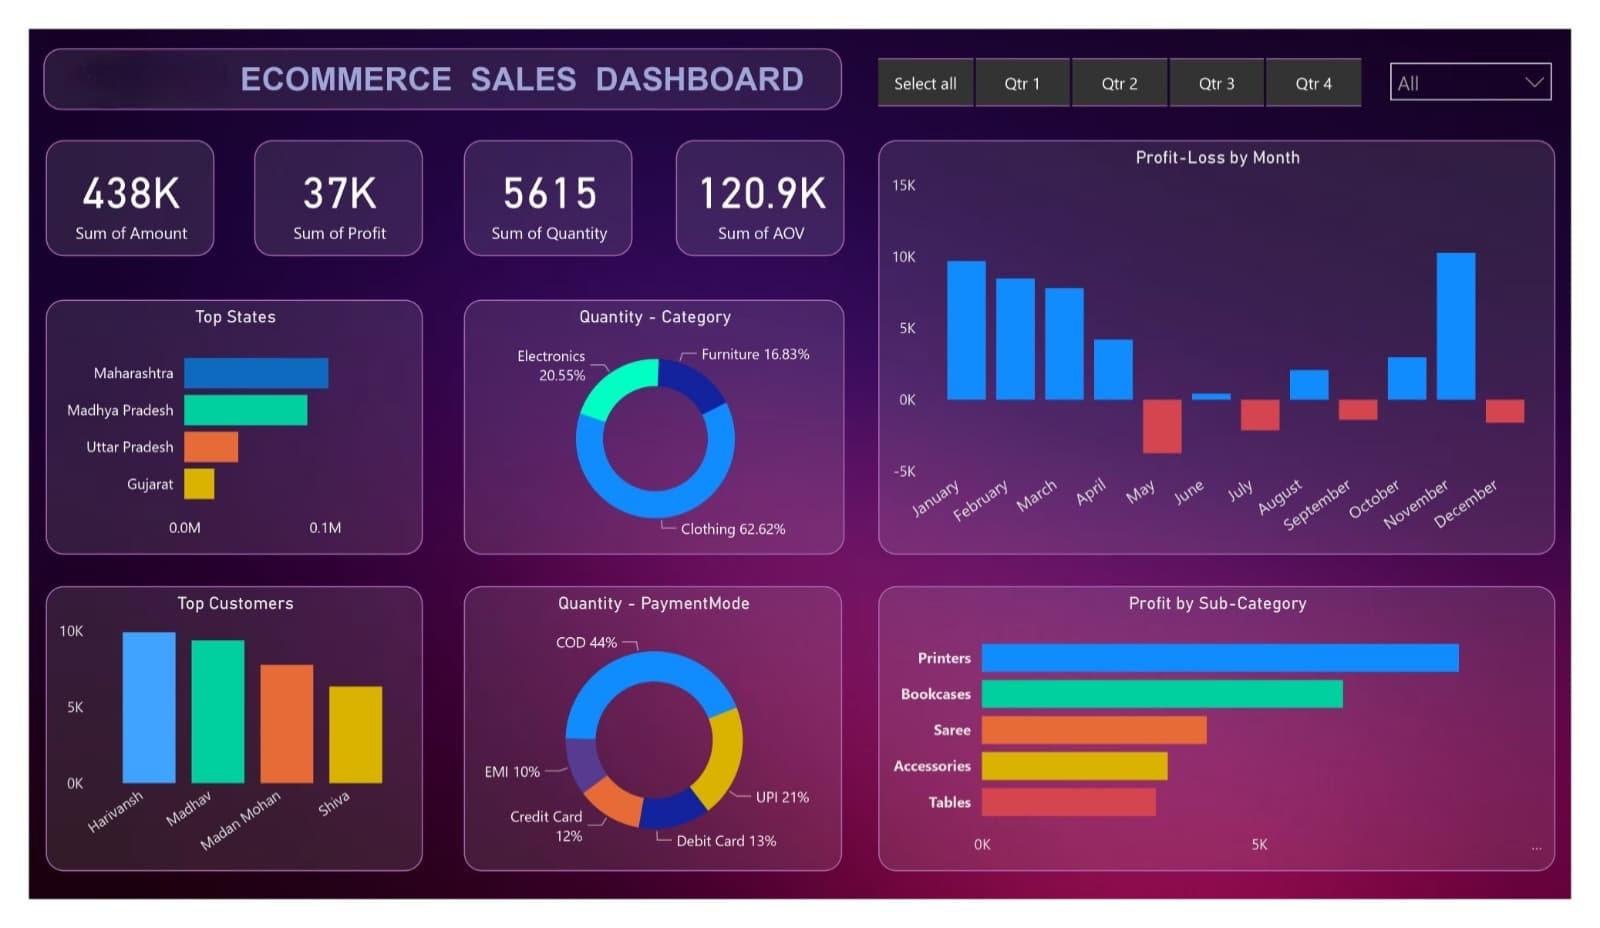 ECOMMERCE SALES DASHBOARD
Select all
Qtr 1
Qtr 2
Qtr 3
Qtr 4
All
438K
Sum of Amount
37K
Sum of Profit
5615
Sum of Quantity
120.9K
Sum of AOV
Profit-Loss by Month
15K
10K
5K
0K
-5K
January
February
March
April
May
June
July
August
September
October
November
December
Top States
Maharashtra
Madhya Pradesh
Uttar Pradesh
Gujarat
0.0M
0.1M
Quantity - Category
Electronics
20.55%
Furniture 16.83%
Clothing 62.62%
Top Customers
10K
5K
0K
Harivansh
Madhav
Madan Mohan
Shiva
Quantity - PaymentMode
COD 44%
EMI 10%
Credit Card
12%
UPI 21%
Debit Card 13%
Profit by Sub-Category
Printers
Bookcases
Saree
Accessories
Tables
0K
5K
...